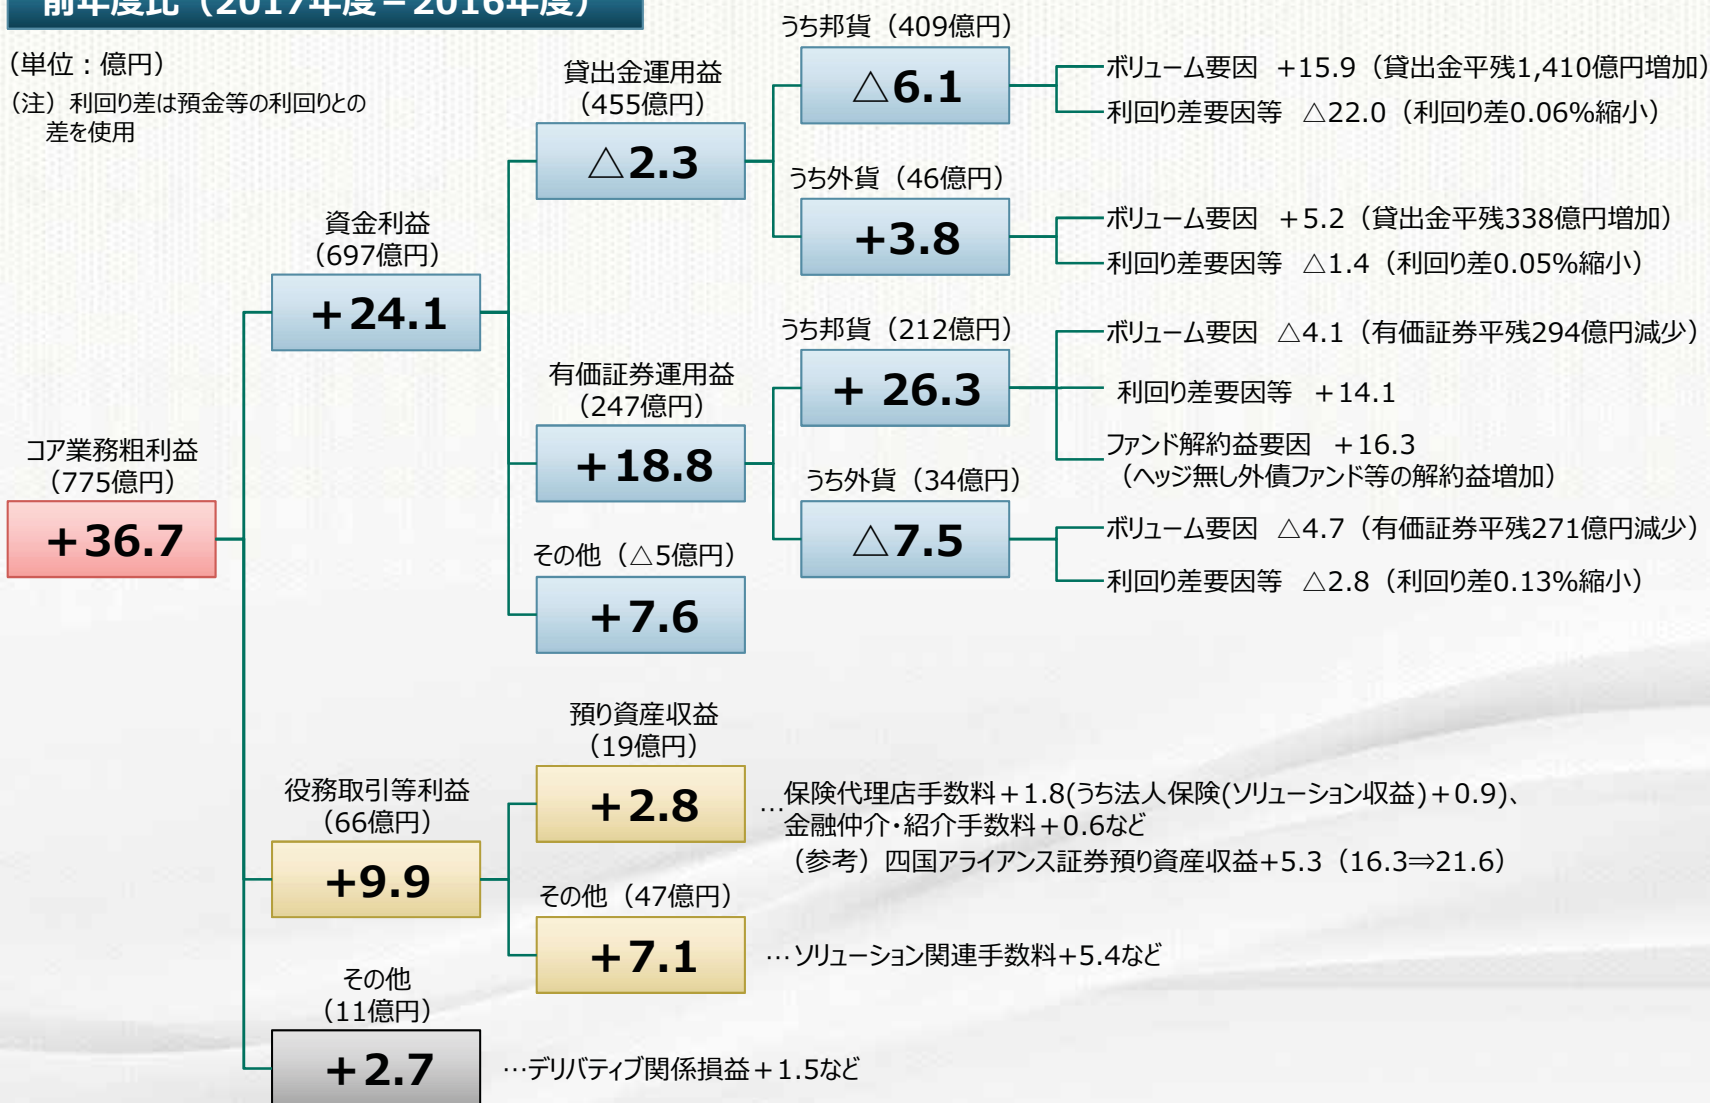 前年度比（2017年度－2016年度）
（単位：億円）
（注）利回り差は預金等の利回りとの
差を使用
コア業務粗利益
（775億円）
＋36.7
資金利益
（697億円）
＋24.1
貸出金運用益
（455億円）
△2.3
うち邦貨（409億円）
△6.1
ボリューム要因　+15.9（貸出金平残1,410億円増加）
利回り差要因等　△22.0（利回り差0.06%縮小）
うち外貨（46億円）
+3.8
ボリューム要因　＋5.2（貸出金平残338億円増加）
利回り差要因等　△1.4（利回り差0.05%縮小）
有価証券運用益
（247億円）
＋18.8
うち邦貨（212億円）
＋ 26.3
ボリューム要因　△4.1（有価証券平残294億円減少）
利回り差要因等　＋14.1
ファンド解約益要因　＋16.3
（ヘッジ無し外債ファンド等の解約益増加）
うち外貨（34億円）
△7.5
ボリューム要因　△4.7（有価証券平残271億円減少）
利回り差要因等　△2.8（利回り差0.13%縮小）
その他（△5億円）
＋7.6
役務取引等利益
（66億円）
+9.9
預り資産収益
（19億円）
＋2.8
…保険代理店手数料＋1.8(うち法人保険(ソリューション収益)＋0.9)、
金融仲介・紹介手数料＋0.6など
（参考）四国アライアンス証券預り資産収益+5.3（16.3⇒21.6）
その他（47億円）
＋7.1
…ソリューション関連手数料+5.4など
その他
（11億円）
＋2.7
…デリバティブ関係損益＋1.5など